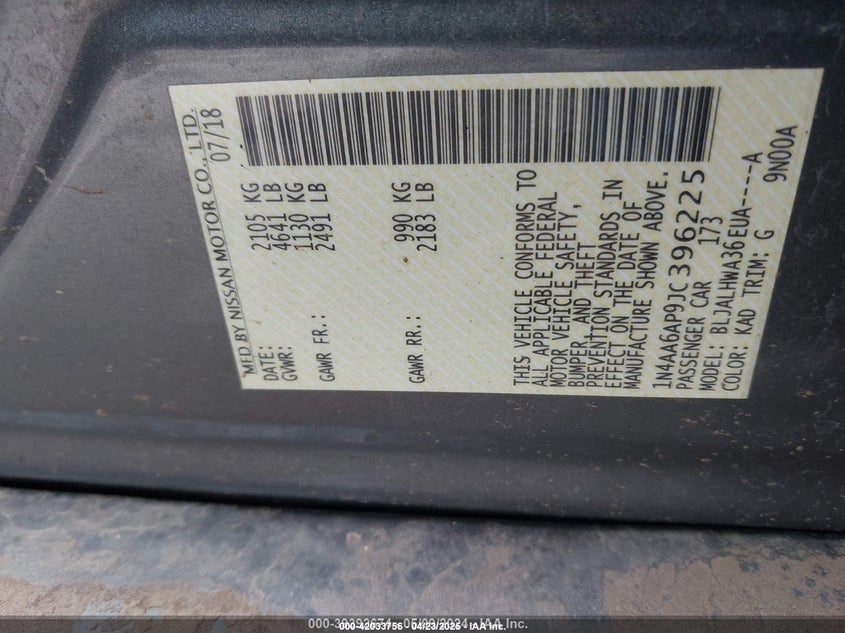 MFD BY NISSAN MOTOR CO., LTD.
DATE: 07/18
GVWR: 2105 KG
4641 LB
GAWR FR.: 1130 KG
2491 LB
GAWR RR.: 990 KG
2183 LB
THIS VEHICLE CONFORMS TO
ALL APPLICABLE FEDERAL
MOTOR VEHICLE SAFETY,
BUMPER, AND THEFT
PREVENTION STANDARDS IN
EFFECT ON THE DATE OF
MANUFACTURE SHOWN ABOVE.
1N4AA6AP9JC396225
PASSENGER CAR 173
MODEL: BLJALHWA36EUA----A
COLOR: KAD TRIM: G 9N00A
000-42033756 04/23/2025 IAA Inc.